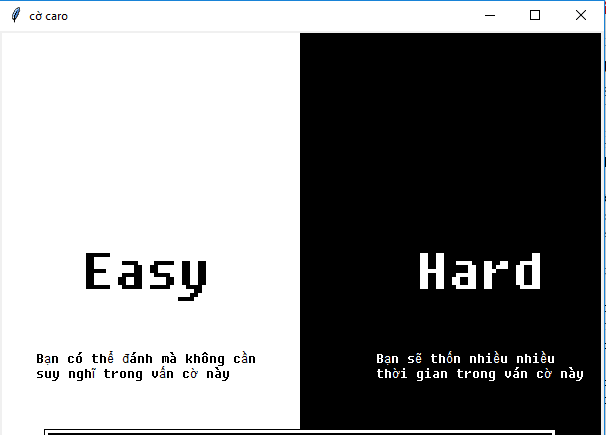 cờ caro
Easy
Hard
Bạn có thể đánh mà không cần
suy nghĩ trong vấn cờ này
Bạn sẽ thốn nhiều nhiều
thời gian trong ván cờ này